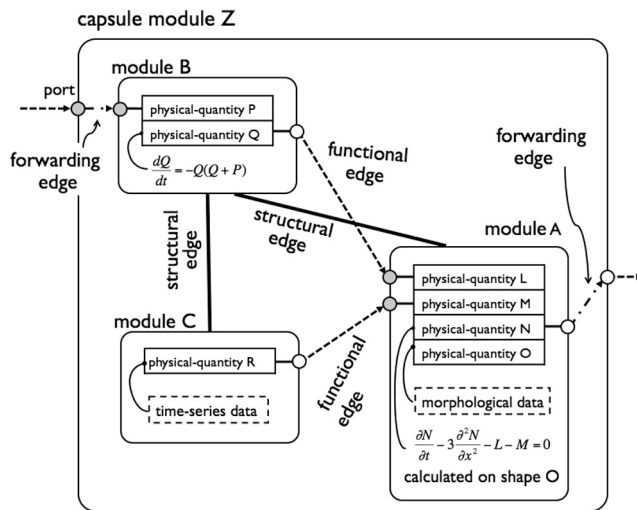 capsule module Z
module B
port
physical-quantity P
physical-quantity Q
forwarding
edge
dQ/dt = -Q(Q + P)
functional
edge
forwarding
edge
structural
edge
structural
edge
module A
physical-quantity L
physical-quantity M
physical-quantity N
physical-quantity O
module C
physical-quantity R
time-series data
functional
edge
morphological data
∂N/∂t - 3 ∂²N/∂x² - L - M = 0
calculated on shape O